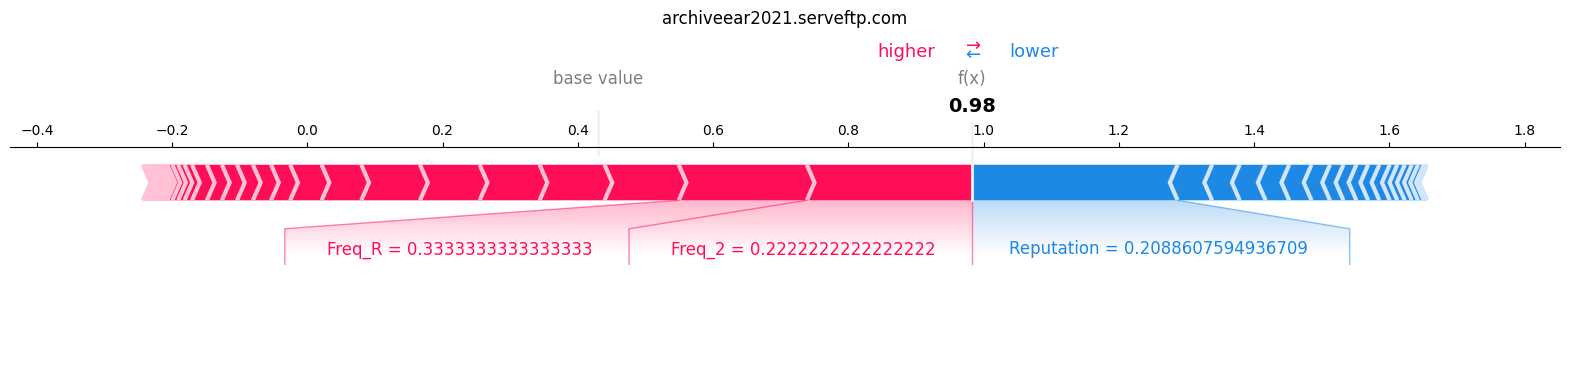 archiveear2021.serveftp.com
higher → ← lower
base value f(x)
0.98
−0.4 −0.2 0.0 0.2 0.4 0.6 0.8 1.0 1.2 1.4 1.6 1.8
Freq_R = 0.3333333333333333 Freq_2 = 0.2222222222222222 Reputation = 0.2088607594936709